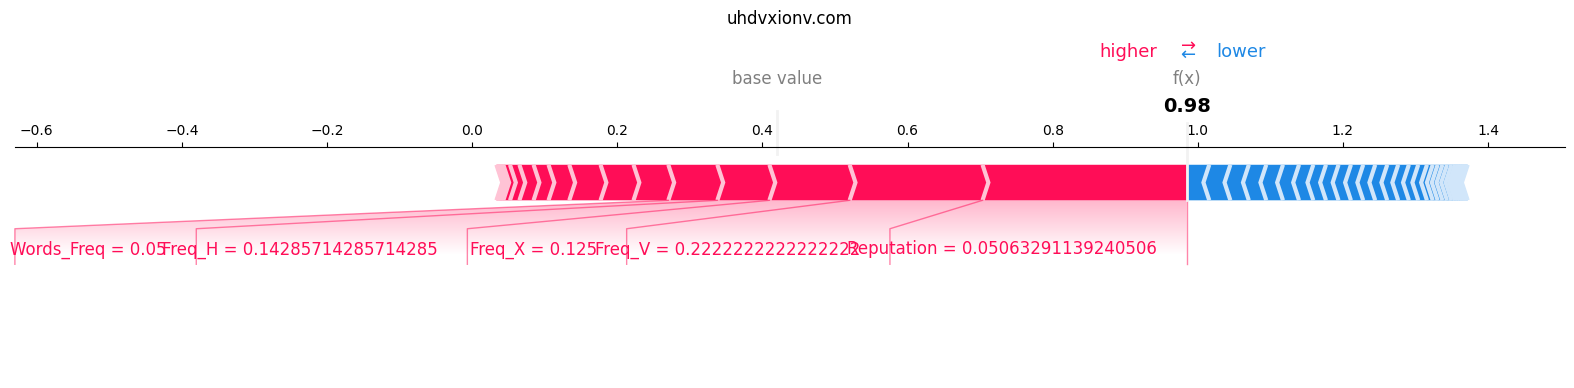 uhdvxionv.com
higher ⇄ lower
base value f(x)
0.98
−0.6 −0.4 −0.2 0.0 0.2 0.4 0.6 0.8 1.0 1.2 1.4
Words_Freq = 0.05 Freq_H = 0.14285714285714285 Freq_X = 0.125 Freq_V = 0.2222222222222222 Reputation = 0.05063291139240506